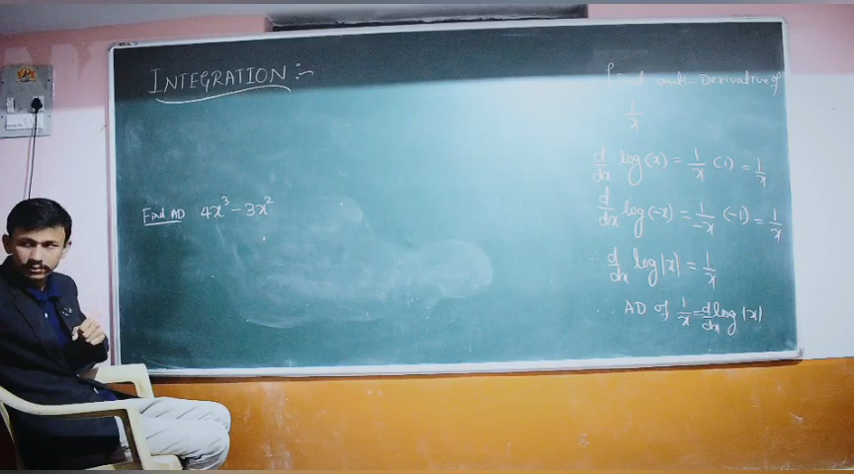 INTEGRATION :-
Find AD 4x³ - 3x²
Find anti-Derivative of
1/x
d/dx log(x) = 1/x (1) = 1/x
d/dx log(-x) = 1/-x (-1) = 1/x
d/dx log|x| = 1/x
AD of 1/x = d/dx log|x|